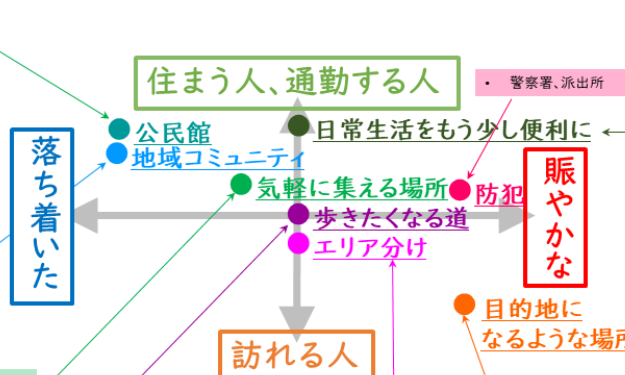 住まう人、通勤する人
• 警察署、派出所
公民館
日常生活をもう少し便利に
地域コミュニティ
落ち着いた
気軽に集える場所
防犯
賑やかな
歩きたくなる道
エリア分け
目的地に
なるような場所
訪れる人